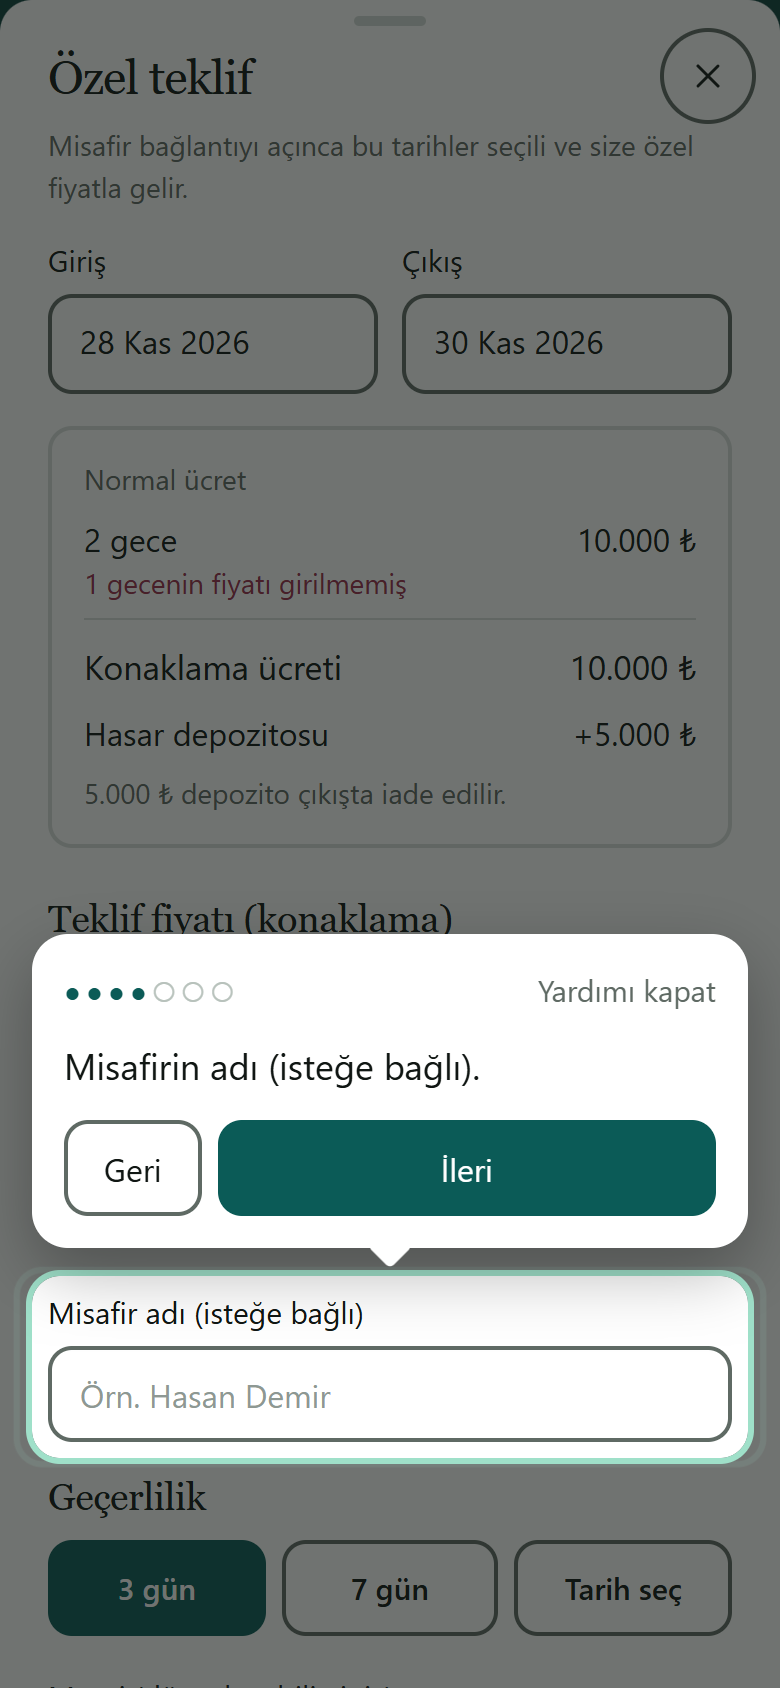 Özel teklif
Misafir bağlantıyı açınca bu tarihler seçili ve size özel
fiyatla gelir.
Giriş
Çıkış
28 Kas 2026
30 Kas 2026
Normal ücret
2 gece
10.000 ₺
1 gecenin fiyatı girilmemiş
Konaklama ücreti
10.000 ₺
Hasar depozitosu
+5.000 ₺
5.000 ₺ depozito çıkışta iade edilir.
Teklif fiyatı (konaklama)
Yardımı kapat
Misafirin adı (isteğe bağlı).
Geri
İleri
Misafir adı (isteğe bağlı)
Örn. Hasan Demir
Geçerlilik
3 gün
7 gün
Tarih seç